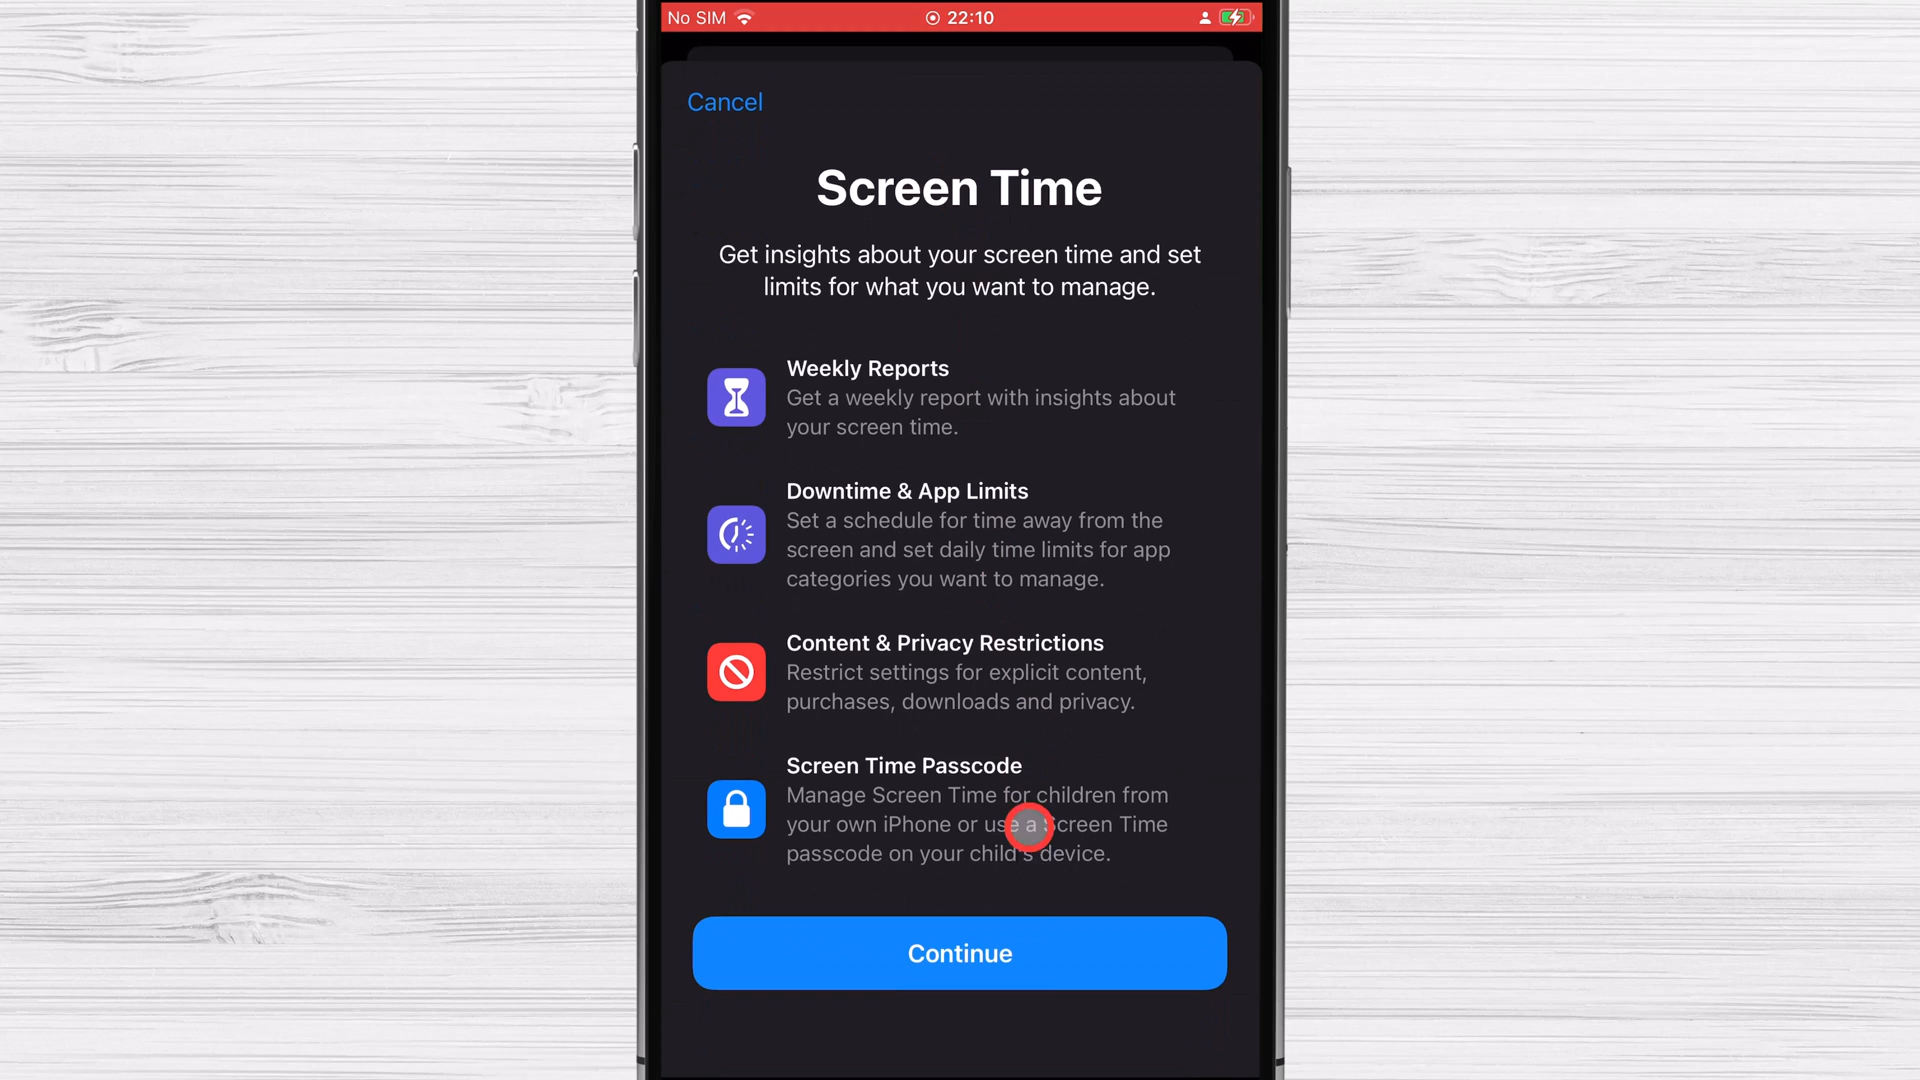 No SIM 22:10
Cancel
Screen Time
Get insights about your screen time and set
limits for what you want to manage.
Weekly Reports
Get a weekly report with insights about
your screen time.
Downtime & App Limits
Set a schedule for time away from the
screen and set daily time limits for app
categories you want to manage.
Content & Privacy Restrictions
Restrict settings for explicit content,
purchases, downloads and privacy.
Screen Time Passcode
Manage Screen Time for children from
your own iPhone or use a Screen Time
passcode on your child's device.
Continue